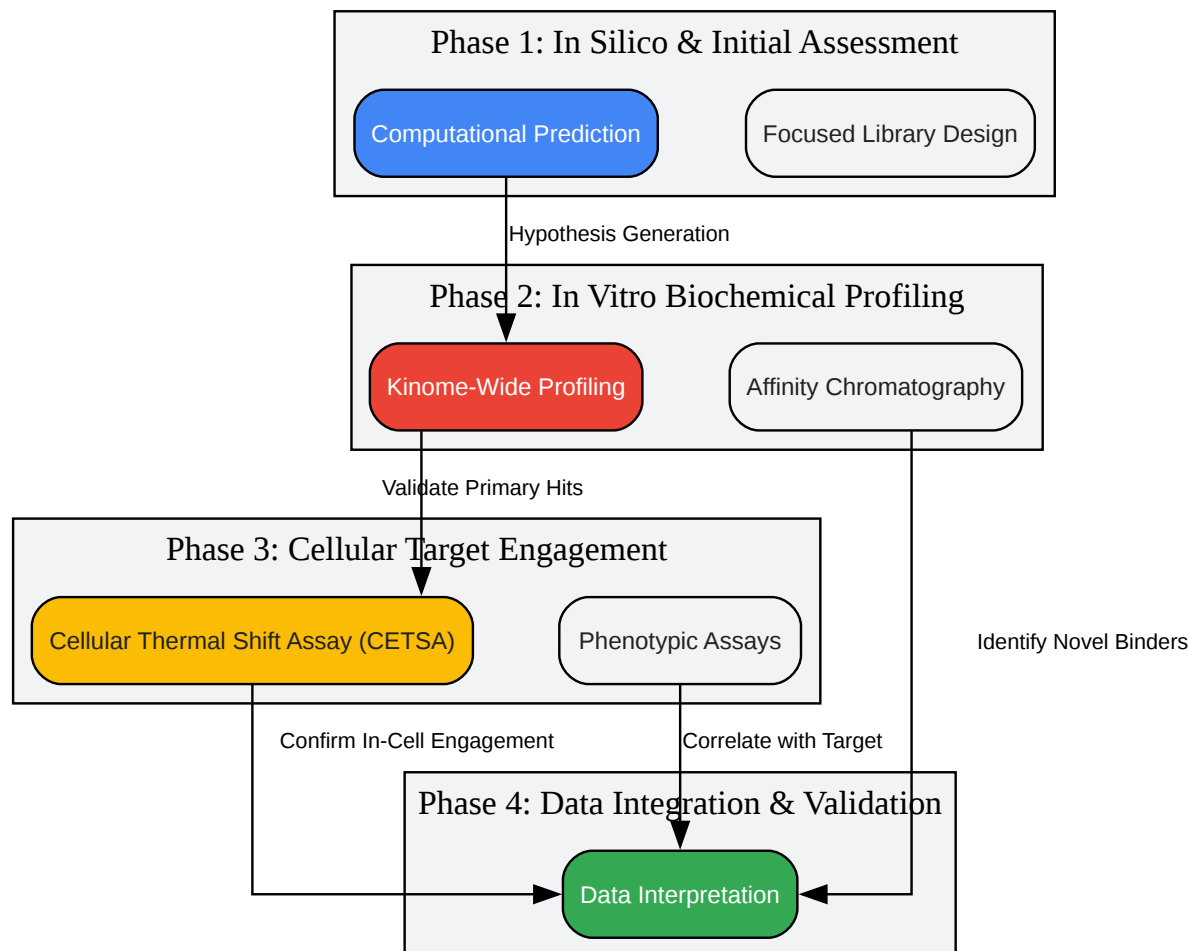 Phase 1: In Silico & Initial Assessment
Computational Prediction
Focused Library Design
Hypothesis Generation
Phase 2: In Vitro Biochemical Profiling
Kinome-Wide Profiling
Affinity Chromatography
Validate Primary Hits
Phase 3: Cellular Target Engagement
Cellular Thermal Shift Assay (CETSA)
Phenotypic Assays
Identify Novel Binders
Confirm In-Cell Engagement
Correlate with Target
Phase 4: Data Integration & Validation
Data Interpretation